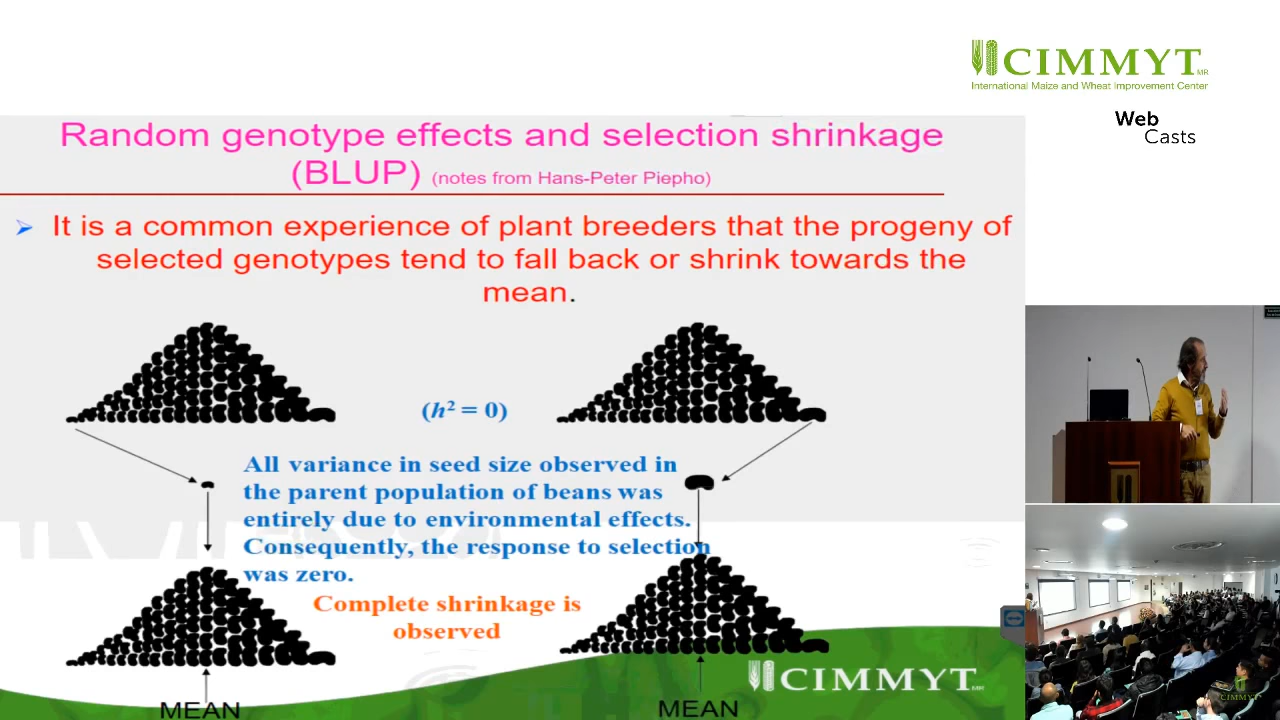 CIMMYT MR
International Maize and Wheat Improvement Center
Web
Casts
Random genotype effects and selection shrinkage
(BLUP) (notes from Hans-Peter Piepho)
It is a common experience of plant breeders that the progeny of
selected genotypes tend to fall back or shrink towards the
mean.
(h² = 0)
All variance in seed size observed in
the parent population of beans was
entirely due to environmental effects.
Consequently, the response to selection
was zero.
Complete shrinkage is
observed
MEAN
MEAN
CIMMYT MR
CIMMYT